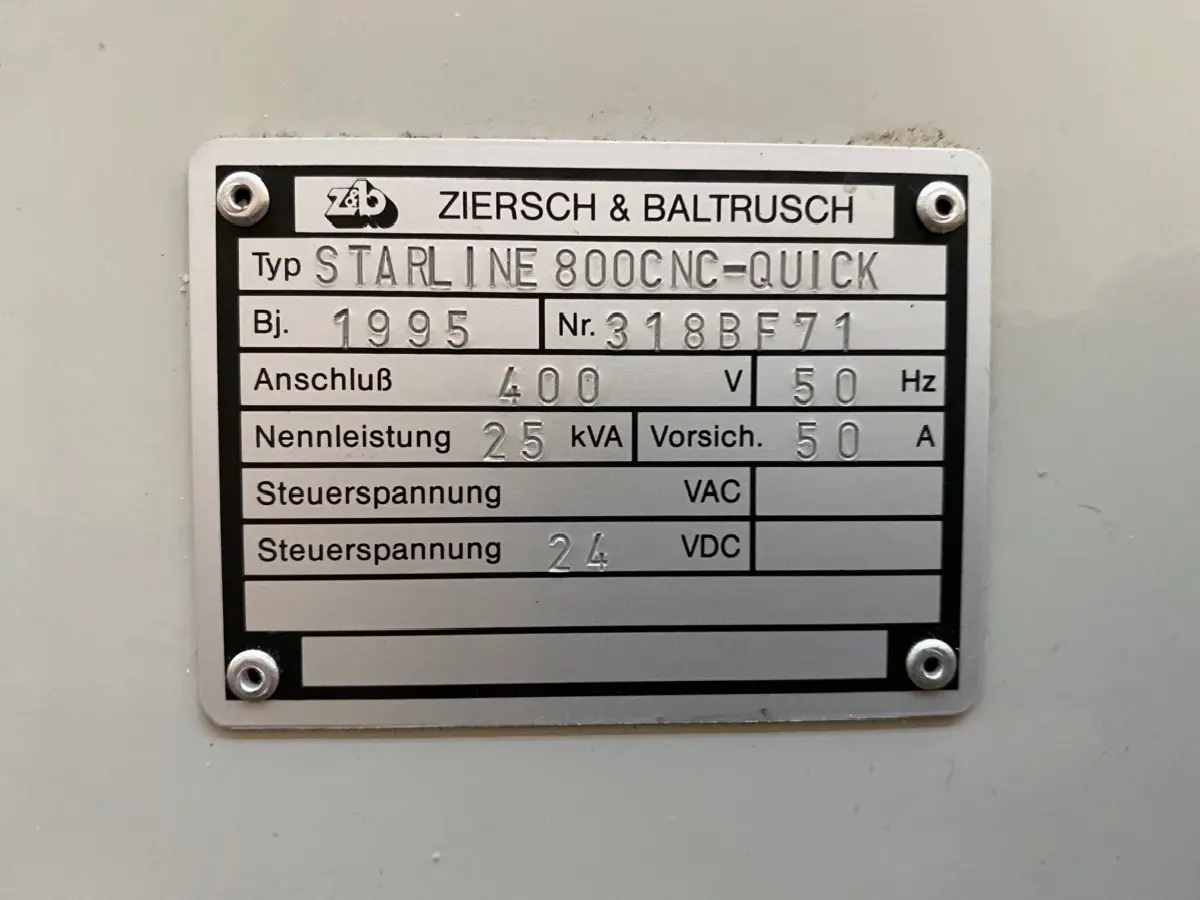 z&b ZIERSCH & BALTRUSCH
Typ STARLINE 800CNC-QUICK
Bj. 1995 Nr. 318BF71
Anschluß 400 V 50 Hz
Nennleistung 25 kVA Vorsich. 50 A
Steuerspannung VAC
Steuerspannung 24 VDC